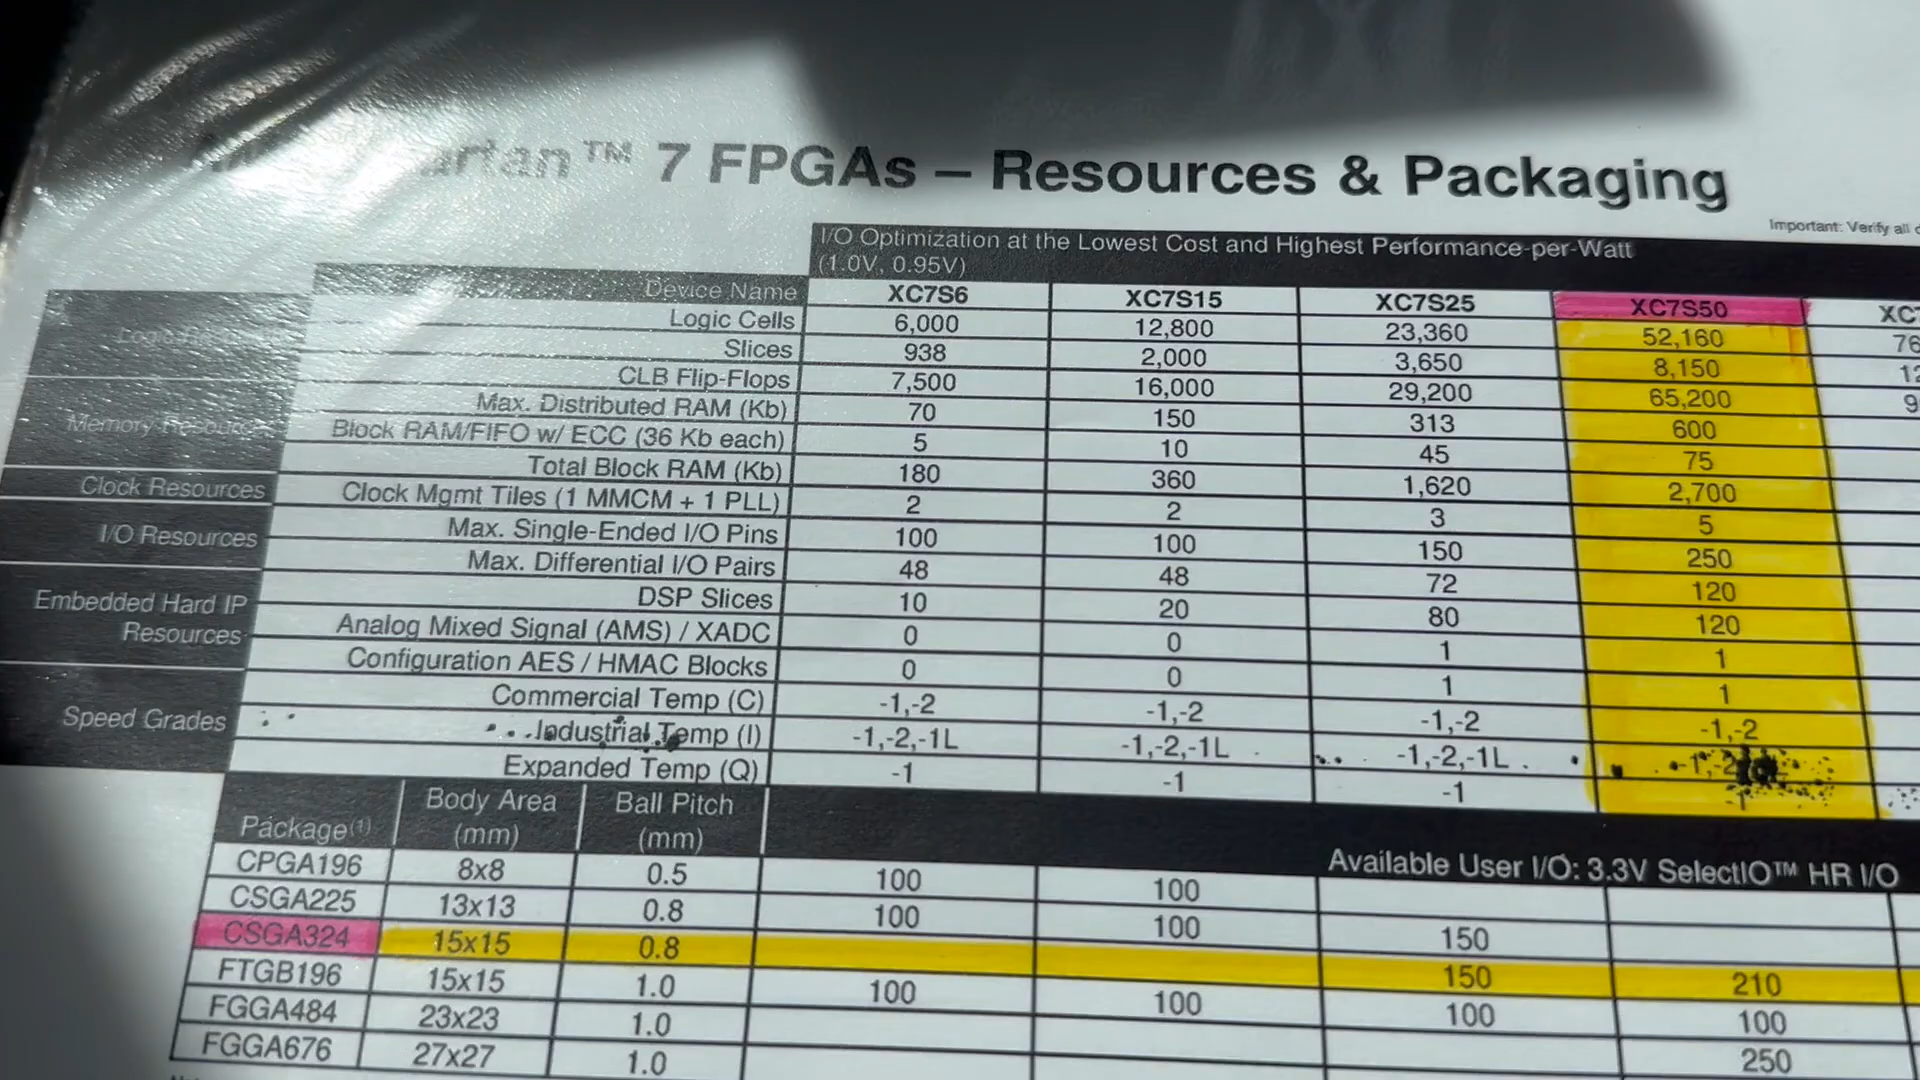 ™ 7 FPGAs – Resources & Packaging
Important: Verify all
I/O Optimization at the Lowest Cost and Highest Performance-per-Watt
(1.0V, 0.95V)
Device Name XC7S6 XC7S15 XC7S25 XC7S50
Logic Cells 6,000 12,800 23,360 52,160
Slices 938 2,000 3,650 8,150
CLB Flip-Flops 7,500 16,000 29,200 65,200
Memory Max. Distributed RAM (Kb) 70 150 313 600
Block RAM/FIFO w/ ECC (36 Kb each) 5 10 45 75
Total Block RAM (Kb) 180 360 1,620 2,700
Clock Resources Clock Mgmt Tiles (1 MMCM + 1 PLL) 2 2 3 5
I/O Resources Max. Single-Ended I/O Pins 100 100 150 250
Max. Differential I/O Pairs 48 48 72 120
Embedded Hard IP Resources DSP Slices 10 20 80 120
Analog Mixed Signal (AMS) / XADC 0 0 1 1
Configuration AES / HMAC Blocks 0 0 1 1
Speed Grades Commercial Temp (C) -1,-2 -1,-2 -1,-2 -1,-2
Industrial Temp (I) -1,-2,-1L -1,-2,-1L -1,-2,-1L
Expanded Temp (Q) -1 -1 -1 -1
Package(1) Body Area (mm) Ball Pitch (mm) Available User I/O: 3.3V SelectIO™ HR I/O
CPGA196 8x8 0.5 100 100
CSGA225 13x13 0.8 100 100 150
CSGA324 15x15 0.8 150 210
FTGB196 15x15 1.0 100 100 100 100
FGGA484 23x23 1.0 250
FGGA676 27x27 1.0